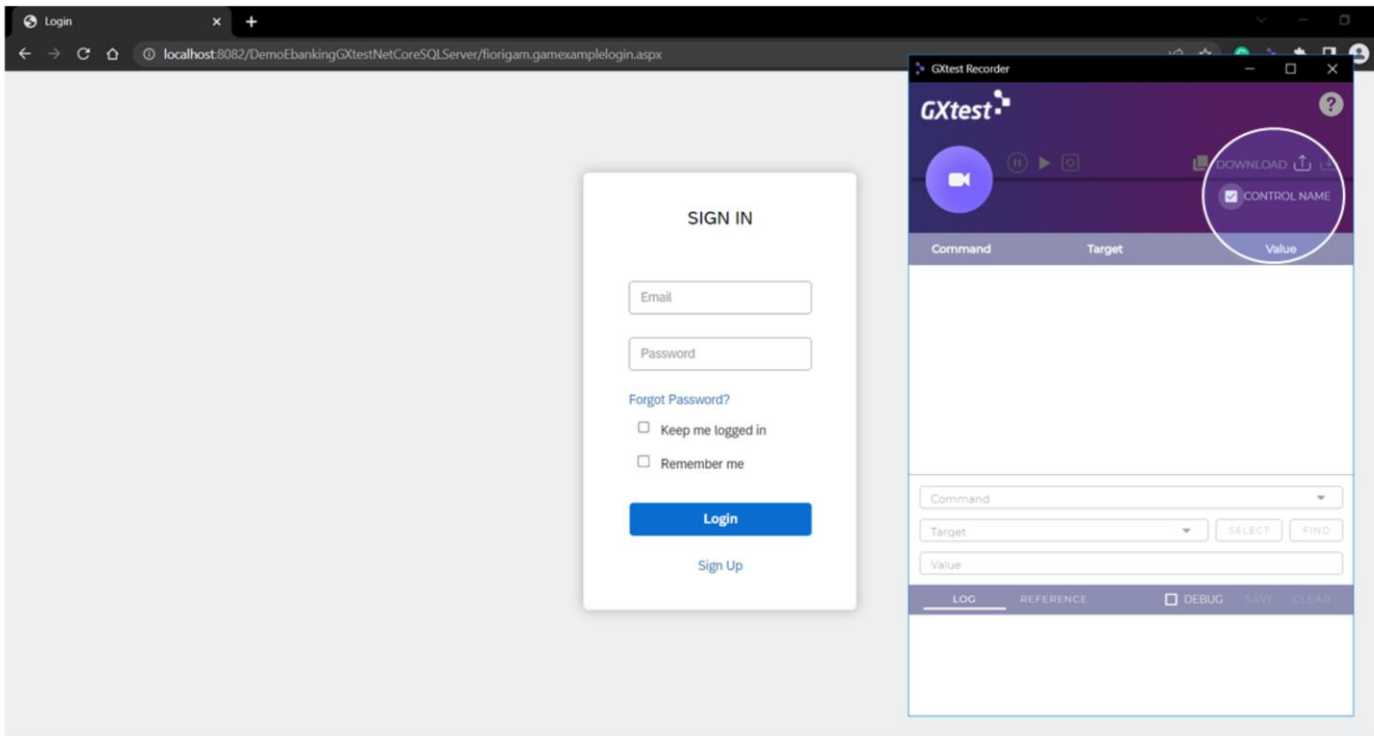 Login
localhost:8082/DemoEbankingGXtestNetCoreSQLServer/fiorigam.gamexamplelogin.aspx
SIGN IN
Email
Password
Forgot Password?
Keep me logged in
Remember me
Login
Sign Up
GXtest Recorder
GXtest
?
DOWNLOAD
CONTROL NAME
Command Target Value
Command
Target SELECT FIND
Value
LOG REFERENCE DEBUG SAVE CLEAR